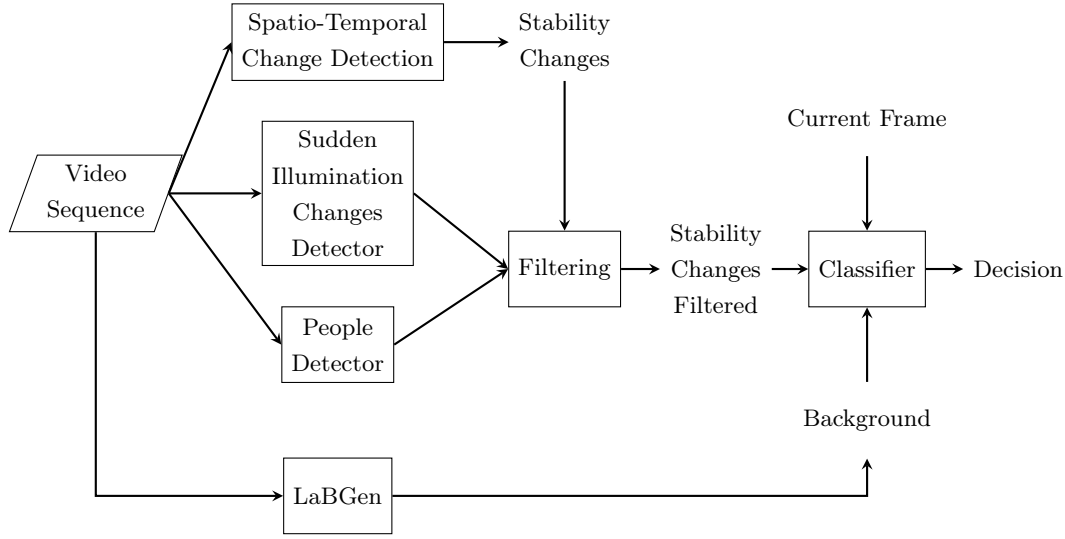 Spatio-Temporal
Change Detection
Stability
Changes
Sudden
Illumination
Changes
Detector
Current Frame
Video
Sequence
Filtering
Stability
Changes
Filtered
Classifier
Decision
People
Detector
Background
LaBGen